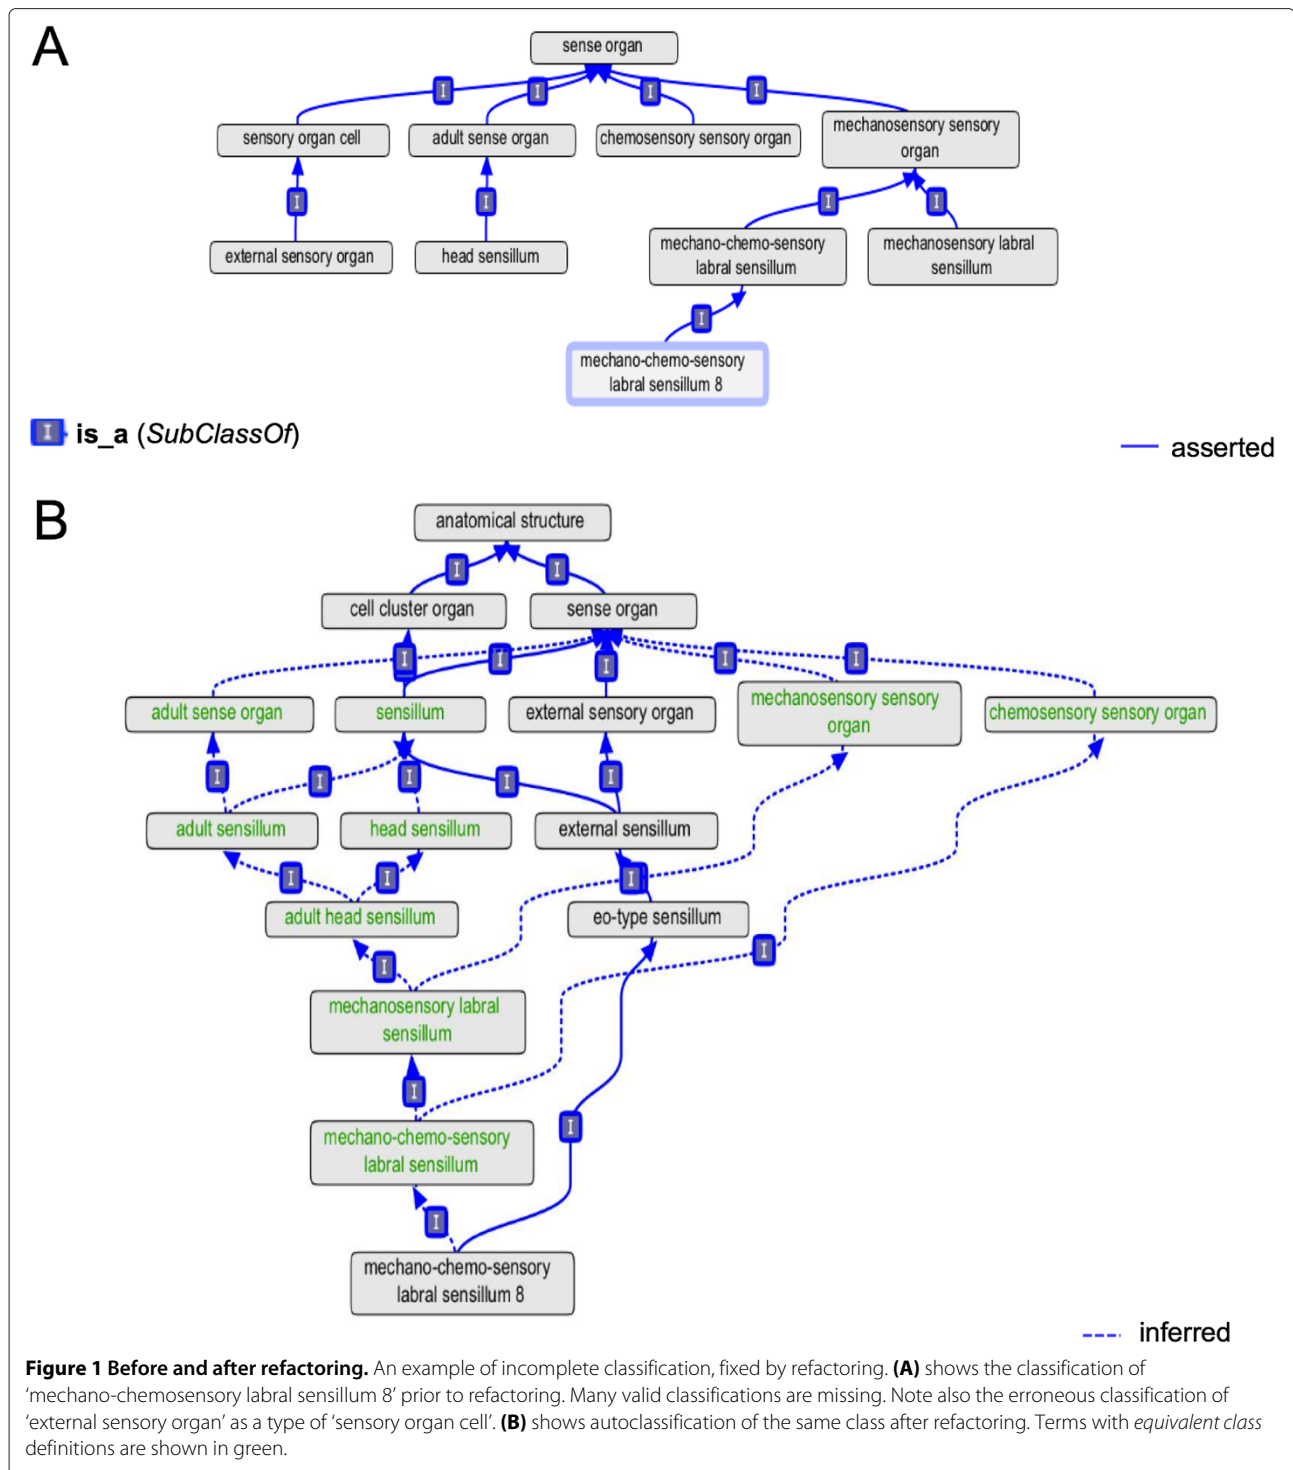 A
sense organ
I I I I
sensory organ cell
adult sense organ
chemosensory sensory organ
mechanosensory sensory
organ
I I I I
external sensory organ
head sensillum
mechano-chemo-sensory
labral sensillum
mechanosensory labral
sensillum
I
mechano-chemo-sensory
labral sensillum 8
I is_a (SubClassOf)
asserted
B
anatomical structure
I I
cell cluster organ
sense organ
I I I I I
adult sense organ
sensillum
external sensory organ
mechanosensory sensory
organ
chemosensory sensory organ
I I I I I
adult sensillum
head sensillum
external sensillum
I I I
adult head sensillum
eo-type sensillum
I I
mechanosensory labral
sensillum
I I
mechano-chemo-sensory
labral sensillum
I
mechano-chemo-sensory
labral sensillum 8
inferred
Figure 1 Before and after refactoring. An example of incomplete classification, fixed by refactoring. (A) shows the classification of
‘mechano-chemosensory labral sensillum 8’ prior to refactoring. Many valid classifications are missing. Note also the erroneous classification of
‘external sensory organ’ as a type of ‘sensory organ cell’. (B) shows autoclassification of the same class after refactoring. Terms with equivalent class
definitions are shown in green.